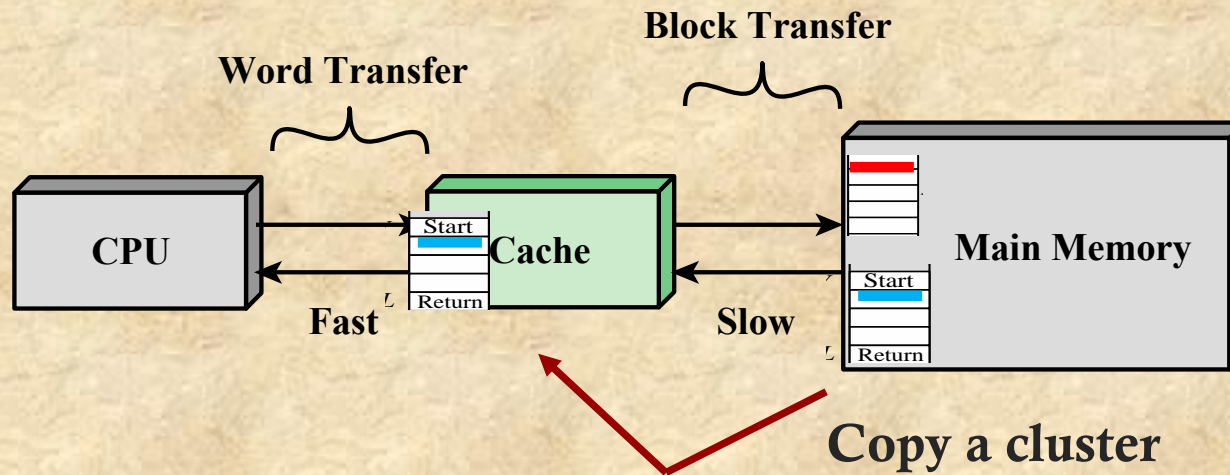 Block Transfer
Word Transfer
CPU
Start
Cache
Return
Fast
Slow
Main Memory
Start
Return
L
L
Copy a cluster